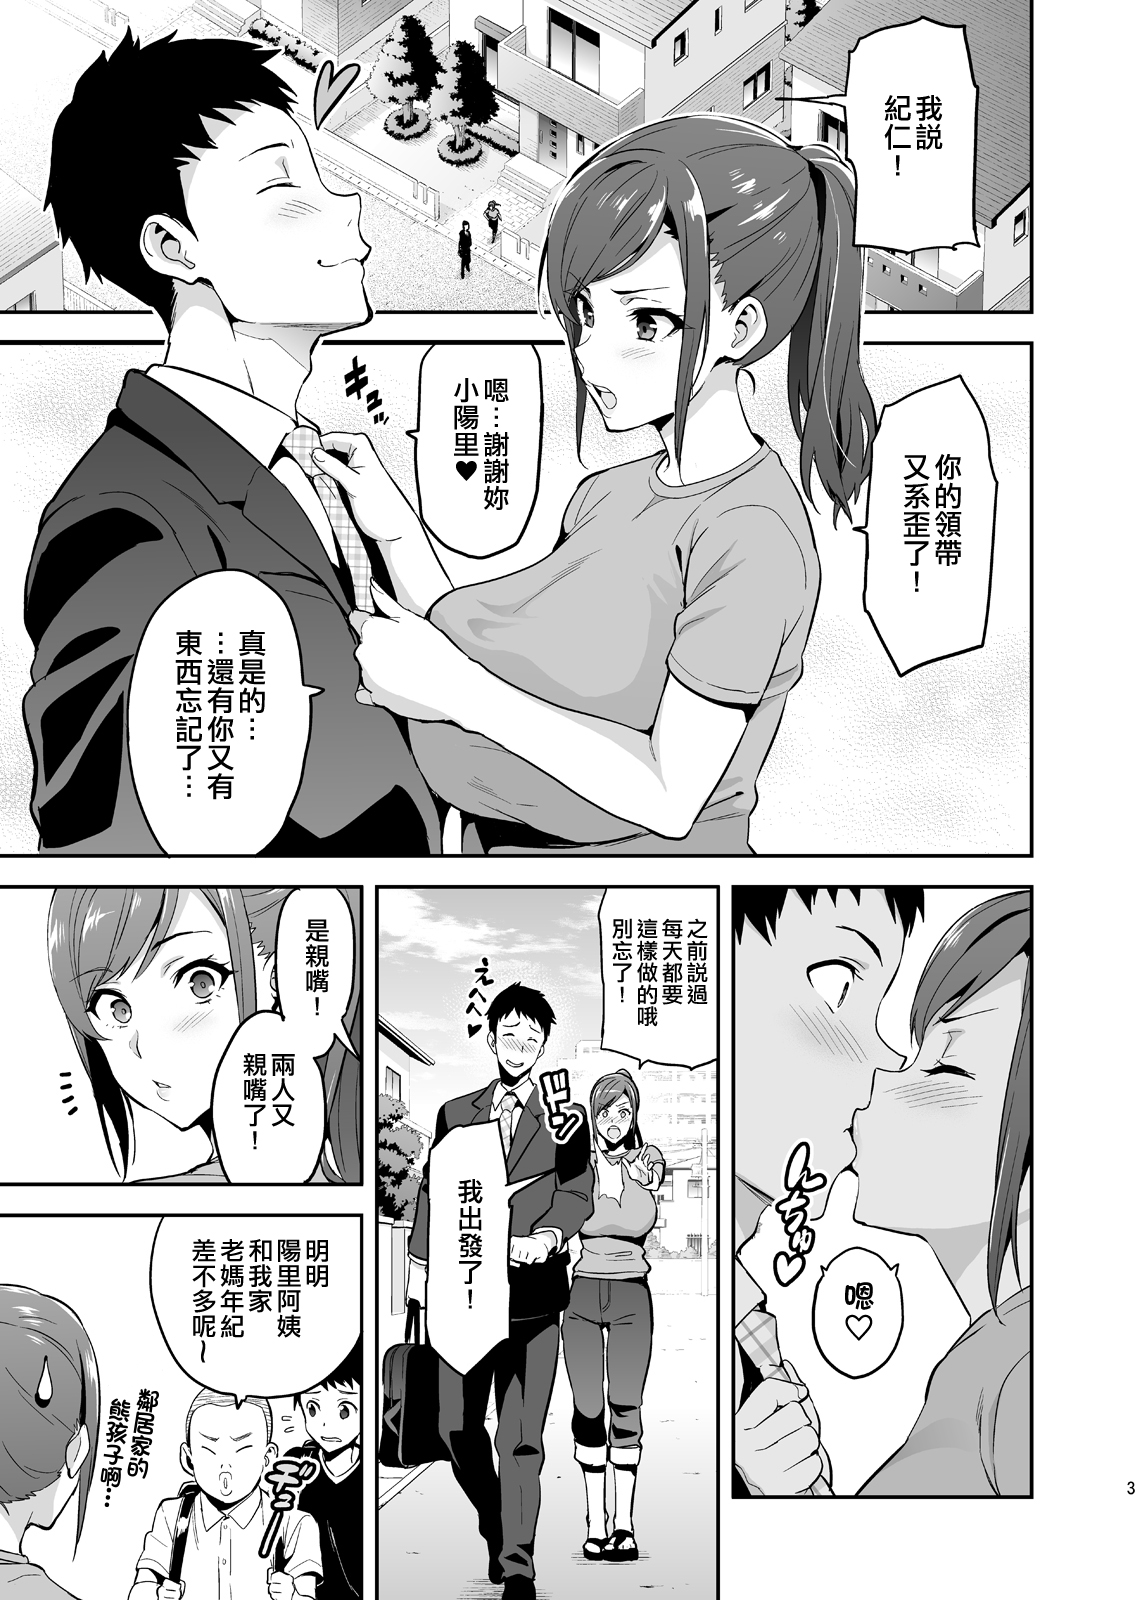 我說
紀仁！
你的領帶
又系歪了！
嗯…謝謝妳
小陽里♥
キュッ
真是的…
…還有你又有
東西忘記了…
んちゅ♡
嗯♡
之前說過
每天都要
這樣做的哦
別忘了！
えへへ♡
ドン
我出發了！
是親嘴！
兩人又
親嘴了！
明明
陽里阿姨
和我家
老媽年紀
差不多呢~
鄰居家的
熊孩子啊…
3